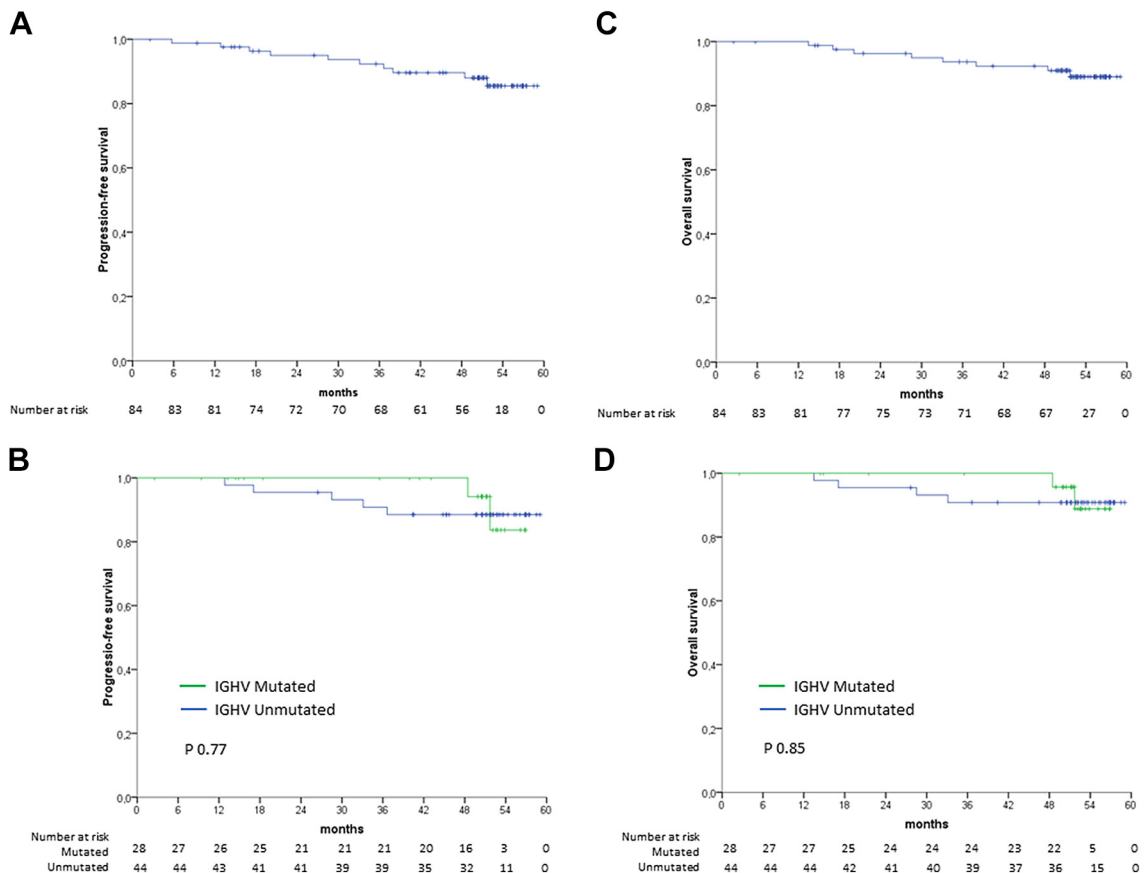 A
1,0
0,8
0,6
0,4
0,2
0,0
Progression-free survival
0 6 12 18 24 30 36 42 48 54 60
months
Number at risk 84 83 81 74 72 70 68 61 56 18 0
C
1,0
0,8
0,6
0,4
0,2
0,0
Overall survival
0 6 12 18 24 30 36 42 48 54 60
months
Number at risk 84 83 81 77 75 73 71 68 67 27 0
B
1,0
0,8
0,6
0,4
0,2
0,0
Progressio-free survival
IGHV Mutated
IGHV Unmutated
P 0.77
0 6 12 18 24 30 36 42 48 54 60
months
Number at risk
Mutated 28 27 26 25 21 21 21 20 16 3 0
Unmutated 44 44 43 41 41 39 39 35 32 11 0
D
1,0
0,8
0,6
0,4
0,2
0,0
Overall survival
IGHV Mutated
IGHV Unmutated
P 0.85
0 6 12 18 24 30 36 42 48 54 60
months
Number at risk
Mutated 28 27 27 25 24 24 24 23 22 5 0
Unmutated 44 44 44 42 41 40 39 37 36 15 0